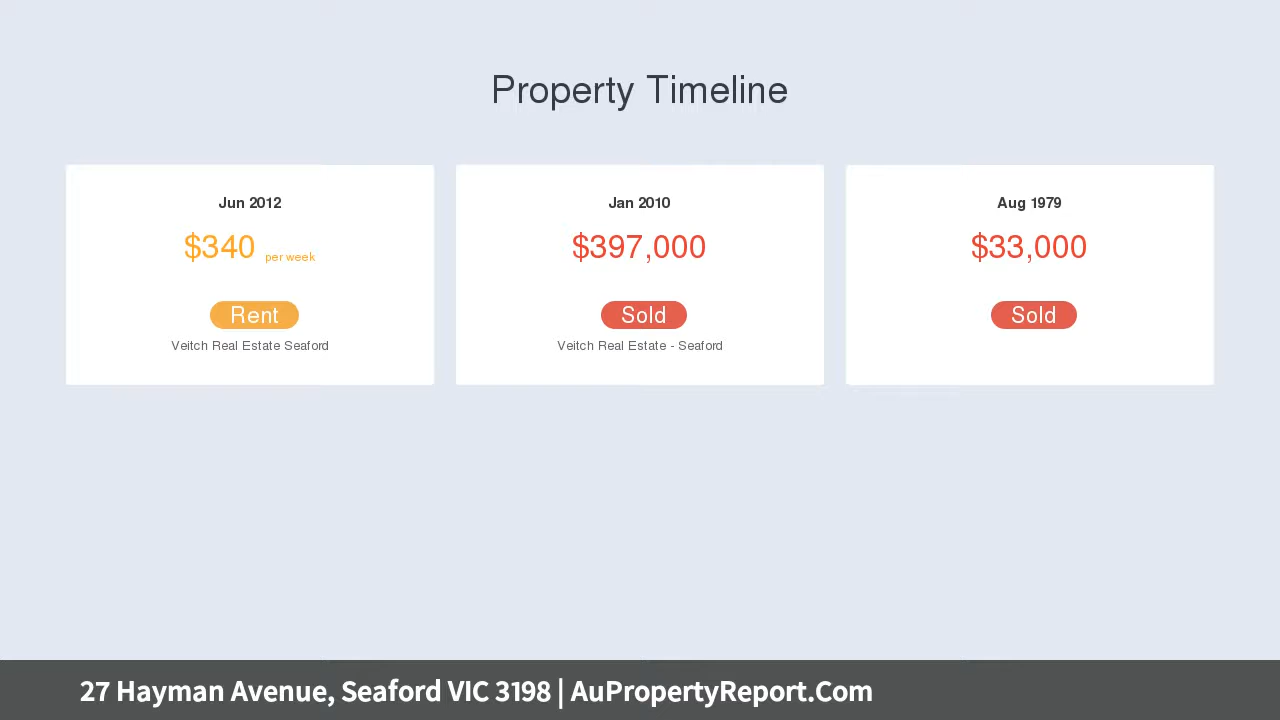 Property Timeline
Jun 2012
$340 per week
Rent
Veitch Real Estate Seaford
Jan 2010
$397,000
Sold
Veitch Real Estate - Seaford
Aug 1979
$33,000
Sold
27 Hayman Avenue, Seaford VIC 3198 | AuPropertyReport.Com